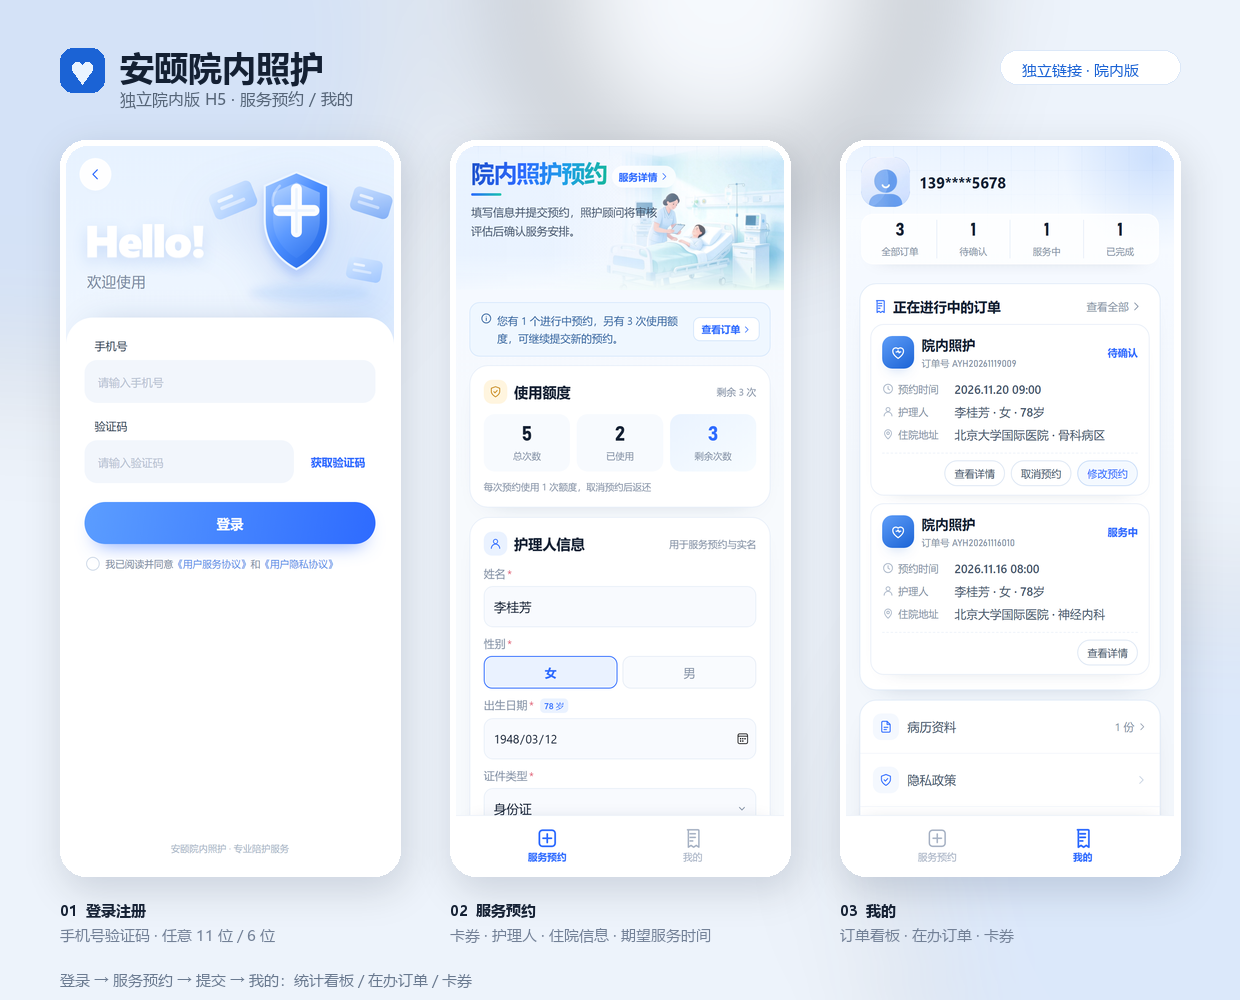 安颐院内照护
独立院内版 H5 · 服务预约 / 我的
独立链接 · 院内版
Hello!
欢迎使用
手机号
请输入手机号
验证码
请输入验证码
获取验证码
登录
我已阅读并同意《用户服务协议》和《用户隐私协议》
安颐院内照护 · 专业陪护服务
01 登录注册
手机号验证码 · 任意 11 位 / 6 位
院内照护预约
服务详情
填写信息并提交预约，照护顾问将审核
评估后确认服务安排。
您有 1 个进行中预约，另有 3 次使用额
度，可继续提交新的预约。
查看订单
使用额度
剩余 3 次
5
总次数
2
已使用
3
剩余次数
每次预约使用 1 次额度，取消预约后返还
护理人信息
用于服务预约与实名
姓名*
李桂芳
性别*
女
男
出生日期* 78 岁
1948/03/12
证件类型*
身份证
服务预约
我的
02 服务预约
卡券 · 护理人 · 住院信息 · 期望服务时间
139****5678
3
全部订单
1
待确认
1
服务中
1
已完成
正在进行中的订单
查看全部
院内照护
订单号 AYH20261119009
待确认
预约时间 2026.11.20 09:00
护理人 李桂芳 · 女 · 78岁
住院地址 北京大学国际医院 · 骨科病区
查看详情
取消预约
修改预约
院内照护
订单号 AYH20261116010
服务中
预约时间 2026.11.16 08:00
护理人 李桂芳 · 女 · 78岁
住院地址 北京大学国际医院 · 神经内科
查看详情
病历资料
1 份
隐私政策
服务预约
我的
03 我的
订单看板 · 在办订单 · 卡券
登录 → 服务预约 → 提交 → 我的：统计看板 / 在办订单 / 卡券